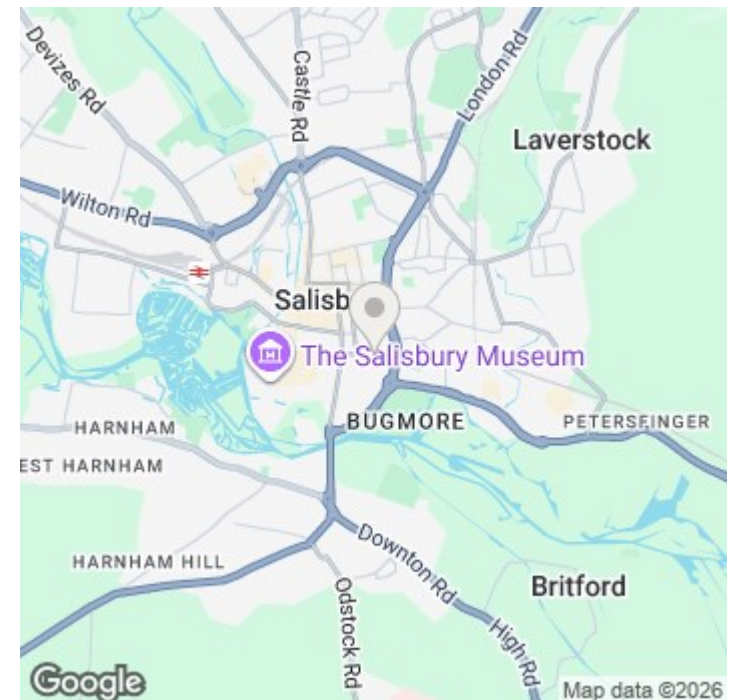 Devizes Rd
Castle Rd
London Rd
Laverstock
Wilton Rd
Salisb
The Salisbury Museum
BUGMORE
PETERSFINGER
HARNHAM
EST HARNHAM
HARNHAM HILL
Downton Rd
Britford
Odstock Rd
High Rd
Google
Map data ©2026